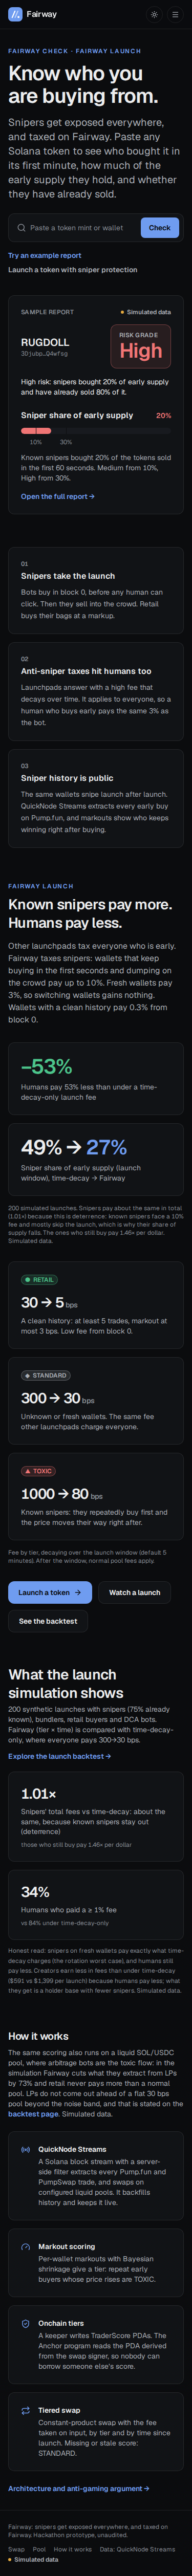 Fairway
FAIRWAY CHECK · FAIRWAY LAUNCH
Know who you
are buying from.
Snipers get exposed everywhere,
and taxed on Fairway. Paste any
Solana token to see who bought it in
its first minute, how much of the
early supply they hold, and whether
they have already sold.
Paste a token mint or wallet
Check
Try an example report
Launch a token with sniper protection
SAMPLE REPORT
Simulated data
RUGDOLL
RISK GRADE
High
High risk: snipers bought 20% of early supply
and have already sold 80% of it.
Sniper share of early supply 20%
10% 30%
Known snipers bought 20% of the tokens sold
in the first 60 seconds. Medium from 10%,
High from 30%.
Open the full report →
01
Snipers take the launch
Bots buy in block 0, before any human can
click. Then they sell into the crowd. Retail
buys their bags at a markup.
02
Anti-sniper taxes hit humans too
Launchpads answer with a high fee that
decays over time. It applies to everyone, so a
human who buys early pays the same 3% as
the bot.
03
Sniper history is public
The same wallets snipe launch after launch.
QuickNode Streams extracts every early buy
on Pump.fun, and markouts show who keeps
winning right after buying.
FAIRWAY LAUNCH
Known snipers pay more.
Humans pay less.
Other launchpads tax everyone who is early.
Fairway taxes snipers: wallets that keep
buying in the first seconds and dumping on
the crowd pay up to 10%. Fresh wallets pay
3%, so switching wallets gains nothing.
Wallets with a clean history pay 0.3% from
block 0.
−53%
Humans pay 53% less than under a time-
decay-only launch fee
49% → 27%
Sniper share of early supply (launch
window), time-decay → Fairway
200 simulated launches. Snipers pay about the same in total
(1.01×) because this is deterrence: known snipers face a 10%
fee and mostly skip the launch, which is why their share of
supply falls. The ones who still buy pay 1.46× per dollar.
Simulated data.
RETAIL
30 → 5 bps
A clean history: at least 5 trades, markout at
most 3 bps. Low fee from block 0.
STANDARD
300 → 30 bps
Unknown or fresh wallets. The same fee
other launchpads charge everyone.
TOXIC
1000 → 80 bps
Known snipers: they repeatedly buy first and
the price moves their way right after.
Fee by tier, decaying over the launch window (default 5
minutes). After the window, normal pool fees apply.
Launch a token →
Watch a launch
See the backtest
What the launch
simulation shows
200 synthetic launches with snipers (75% already
known), bundlers, retail buyers and DCA bots.
Fairway (tier × time) is compared with time-decay-
only, where everyone pays 300→30 bps.
Explore the launch backtest →
1.01×
Snipers' total fees vs time-decay: about the
same, because known snipers stay out
(deterrence)
those who still buy pay 1.46× per dollar
34%
Humans who paid a ≥ 1% fee
vs 84% under time-decay-only
Honest read: snipers on fresh wallets pay exactly what time-
decay charges (the rotation worst case), and humans still
pay less. Creators earn less in fees than under time-decay
($591 vs $1,399 per launch) because humans pay less; what
they get is a holder base with fewer snipers. Simulated data.
How it works
The same scoring also runs on a liquid SOL/USDC
pool, where arbitrage bots are the toxic flow: in the
simulation Fairway cuts what they extract from LPs
by 73% and retail never pays more than a normal
pool. LPs do not come out ahead of a flat 30 bps
pool beyond the noise band, and that is stated on the
backtest page. Simulated data.
QuickNode Streams
A Solana block stream with a server-
side filter extracts every Pump.fun and
PumpSwap trade, and swaps on
configured liquid pools. It backfills
history and keeps it live.
Markout scoring
Per-wallet markouts with Bayesian
shrinkage give a tier: repeat early
buyers whose price rises are TOXIC.
Onchain tiers
A keeper writes TraderScore PDAs. The
Anchor program reads the PDA derived
from the swap signer, so nobody can
borrow someone else's score.
Tiered swap
Constant-product swap with the fee
taken on input, by tier and by time since
launch. Missing or stale score:
STANDARD.
Architecture and anti-gaming argument →
Fairway: snipers get exposed everywhere, and taxed on
Fairway. Hackathon prototype, unaudited.
Swap Pool How it works Data: QuickNode Streams
Simulated data